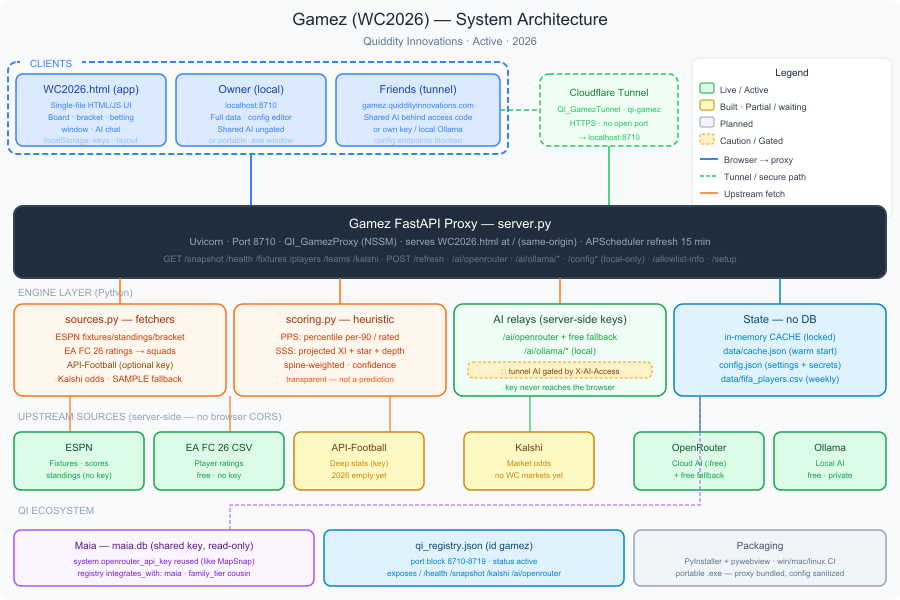 Gamez (WC2026) — System Architecture
Quiddity Innovations · Active · 2026
CLIENTS
WC2026.html (app)
Single-file HTML/JS UI
Board · bracket · betting
window · AI chat
localStorage: keys · layout
Owner (local)
localhost:8710
Full data · config editor
Shared AI ungated
or portable .exe window
Friends (tunnel)
gamez.quiddityinnovations.com
Shared AI behind access code
or own key / local Ollama
config endpoints blocked
Cloudflare Tunnel
QI_GamezTunnel · qi-gamez
HTTPS · no open port
→ localhost:8710
Legend
Live / Active
Built · Partial / waiting
Planned
Caution / Gated
Browser → proxy
Tunnel / secure path
Upstream fetch
Gamez FastAPI Proxy — server.py
Uvicorn · Port 8710 · QI_GamezProxy (NSSM) · serves WC2026.html at / (same-origin) · APScheduler refresh 15 min
GET /snapshot /health /fixtures /players /teams /kalshi · POST /refresh · /ai/openrouter · /ai/ollama/* · /config* (local-only) · /allowlist-info · /setup
ENGINE LAYER (Python)
sources.py — fetchers
ESPN fixtures/standings/bracket
EA FC 26 ratings → squads
API-Football (optional key)
Kalshi odds · SAMPLE fallback
scoring.py — heuristic
PPS: percentile per-90 / rated
SSS: projected XI + star + depth
spine-weighted · confidence
transparent — not a prediction
AI relays (server-side keys)
/ai/openrouter + free fallback
/ai/ollama/* (local)
tunnel AI gated by X-AI-Access
key never reaches the browser
State — no DB
in-memory CACHE (locked)
data/cache.json (warm start)
config.json (settings + secrets)
data/fifa_players.csv (weekly)
UPSTREAM SOURCES (server-side — no browser CORS)
ESPN
Fixtures · scores
standings (no key)
EA FC 26 CSV
Player ratings
free · no key
API-Football
Deep stats (key)
2026 empty yet
Kalshi
Market odds
no WC markets yet
OpenRouter
Cloud AI (:free)
+ free fallback
Ollama
Local AI
free · private
QI ECOSYSTEM
Maia — maia.db (shared key, read-only)
system.openrouter_api_key reused (like MapSnap)
registry integrates_with: maia · family_tier cousin
qi_registry.json (id gamez)
port block 8710-8719 · status active
exposes / /health /snapshot /kalshi /ai/openrouter
Packaging
PyInstaller + pywebview · win/mac/linux CI
portable .exe — proxy bundled, config sanitized